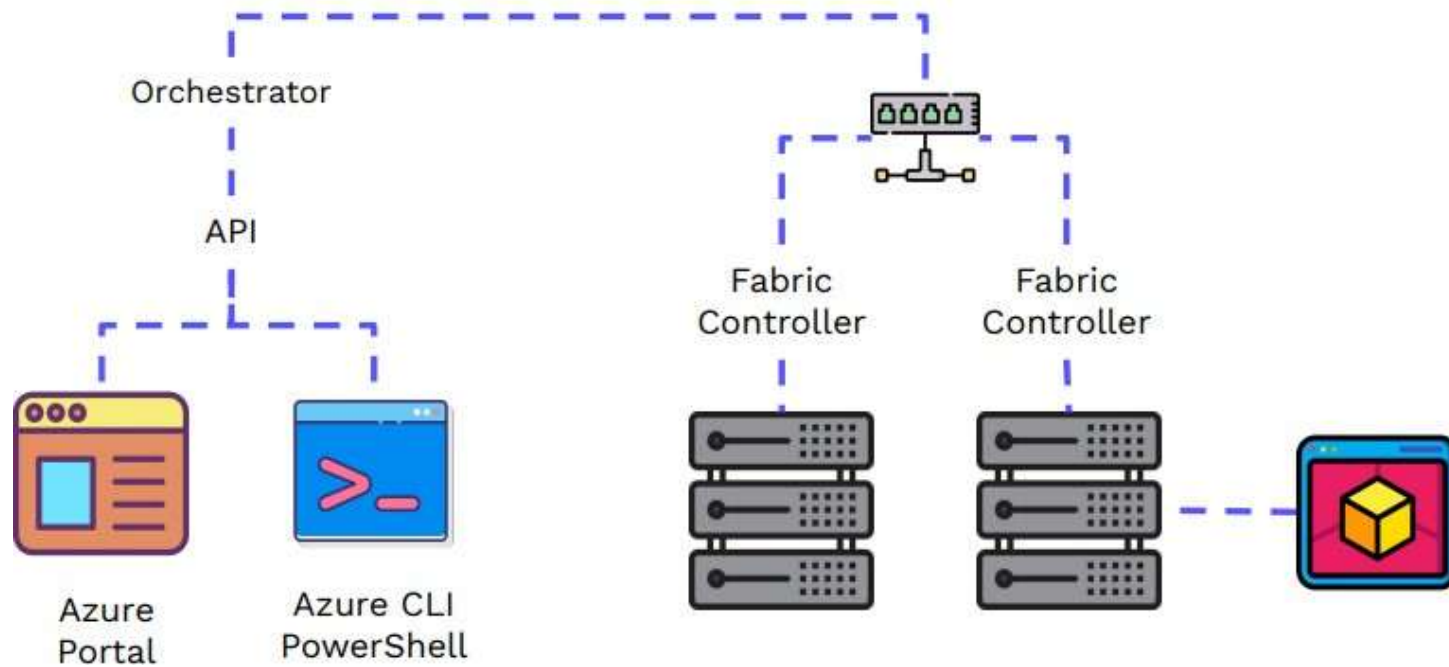 Orchestrator
API
Fabric
Controller
Fabric
Controller
Azure
Portal
Azure CLI
PowerShell